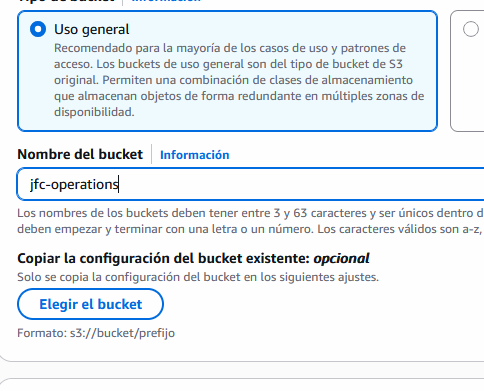 Información
Uso general
Recomendado para la mayoría de los casos de uso y patrones de
acceso. Los buckets de uso general son del tipo de bucket de S3
original. Permiten una combinación de clases de almacenamiento
que almacenan objetos de forma redundante en múltiples zonas de
disponibilidad.
Nombre del bucket Información
jfc-operations
Los nombres de los buckets deben tener entre 3 y 63 caracteres y ser únicos dentro d
deben empezar y terminar con una letra o un número. Los caracteres válidos son a-z,
Copiar la configuración del bucket existente: opcional
Solo se copia la configuración del bucket en los siguientes ajustes.
Elegir el bucket
Formato: s3://bucket/prefijo